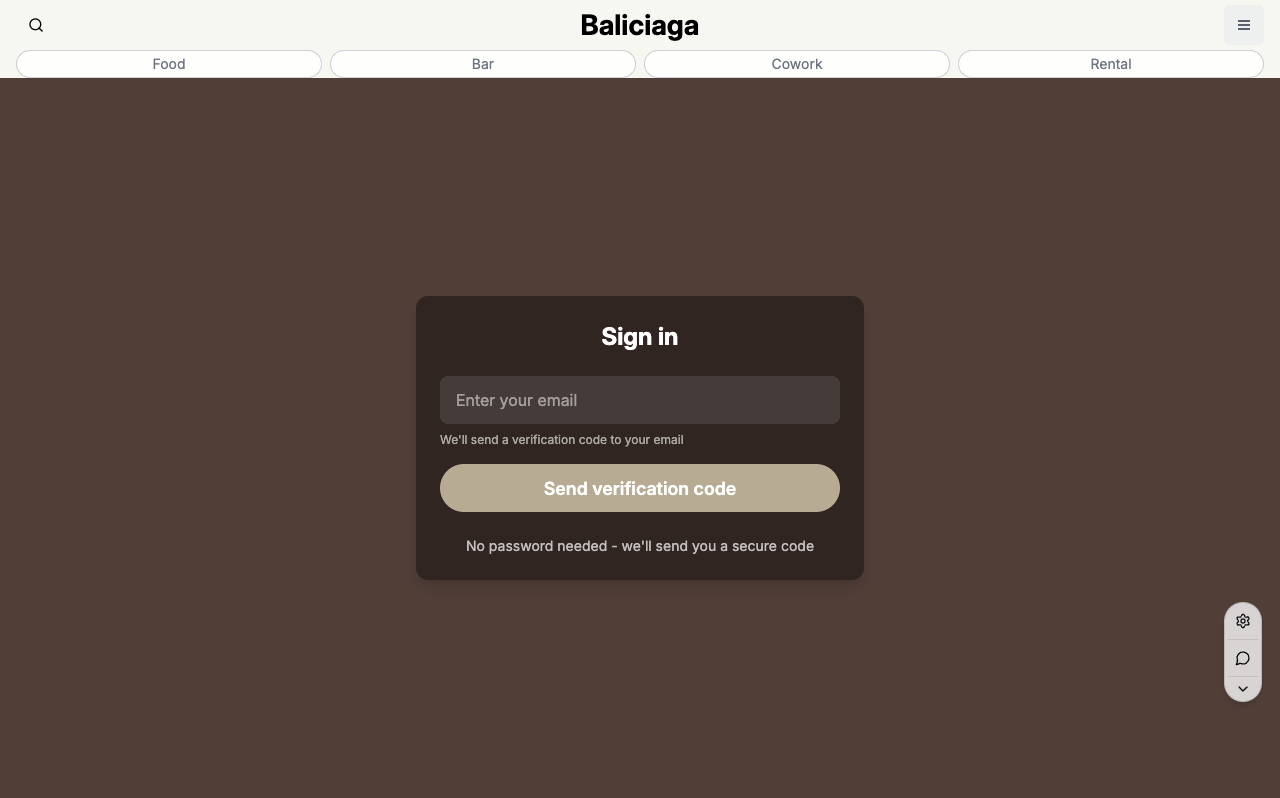 Baliciaga
Food
Bar
Cowork
Rental
Sign in
Enter your email
We'll send a verification code to your email
Send verification code
No password needed - we'll send you a secure code